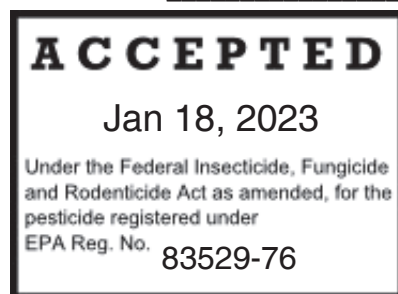 ACCEPTED
Jan 18, 2023
Under the Federal Insecticide, Fungicide
and Rodenticide Act as amended, for the
pesticide registered under
EPA Reg. No. 83529-76